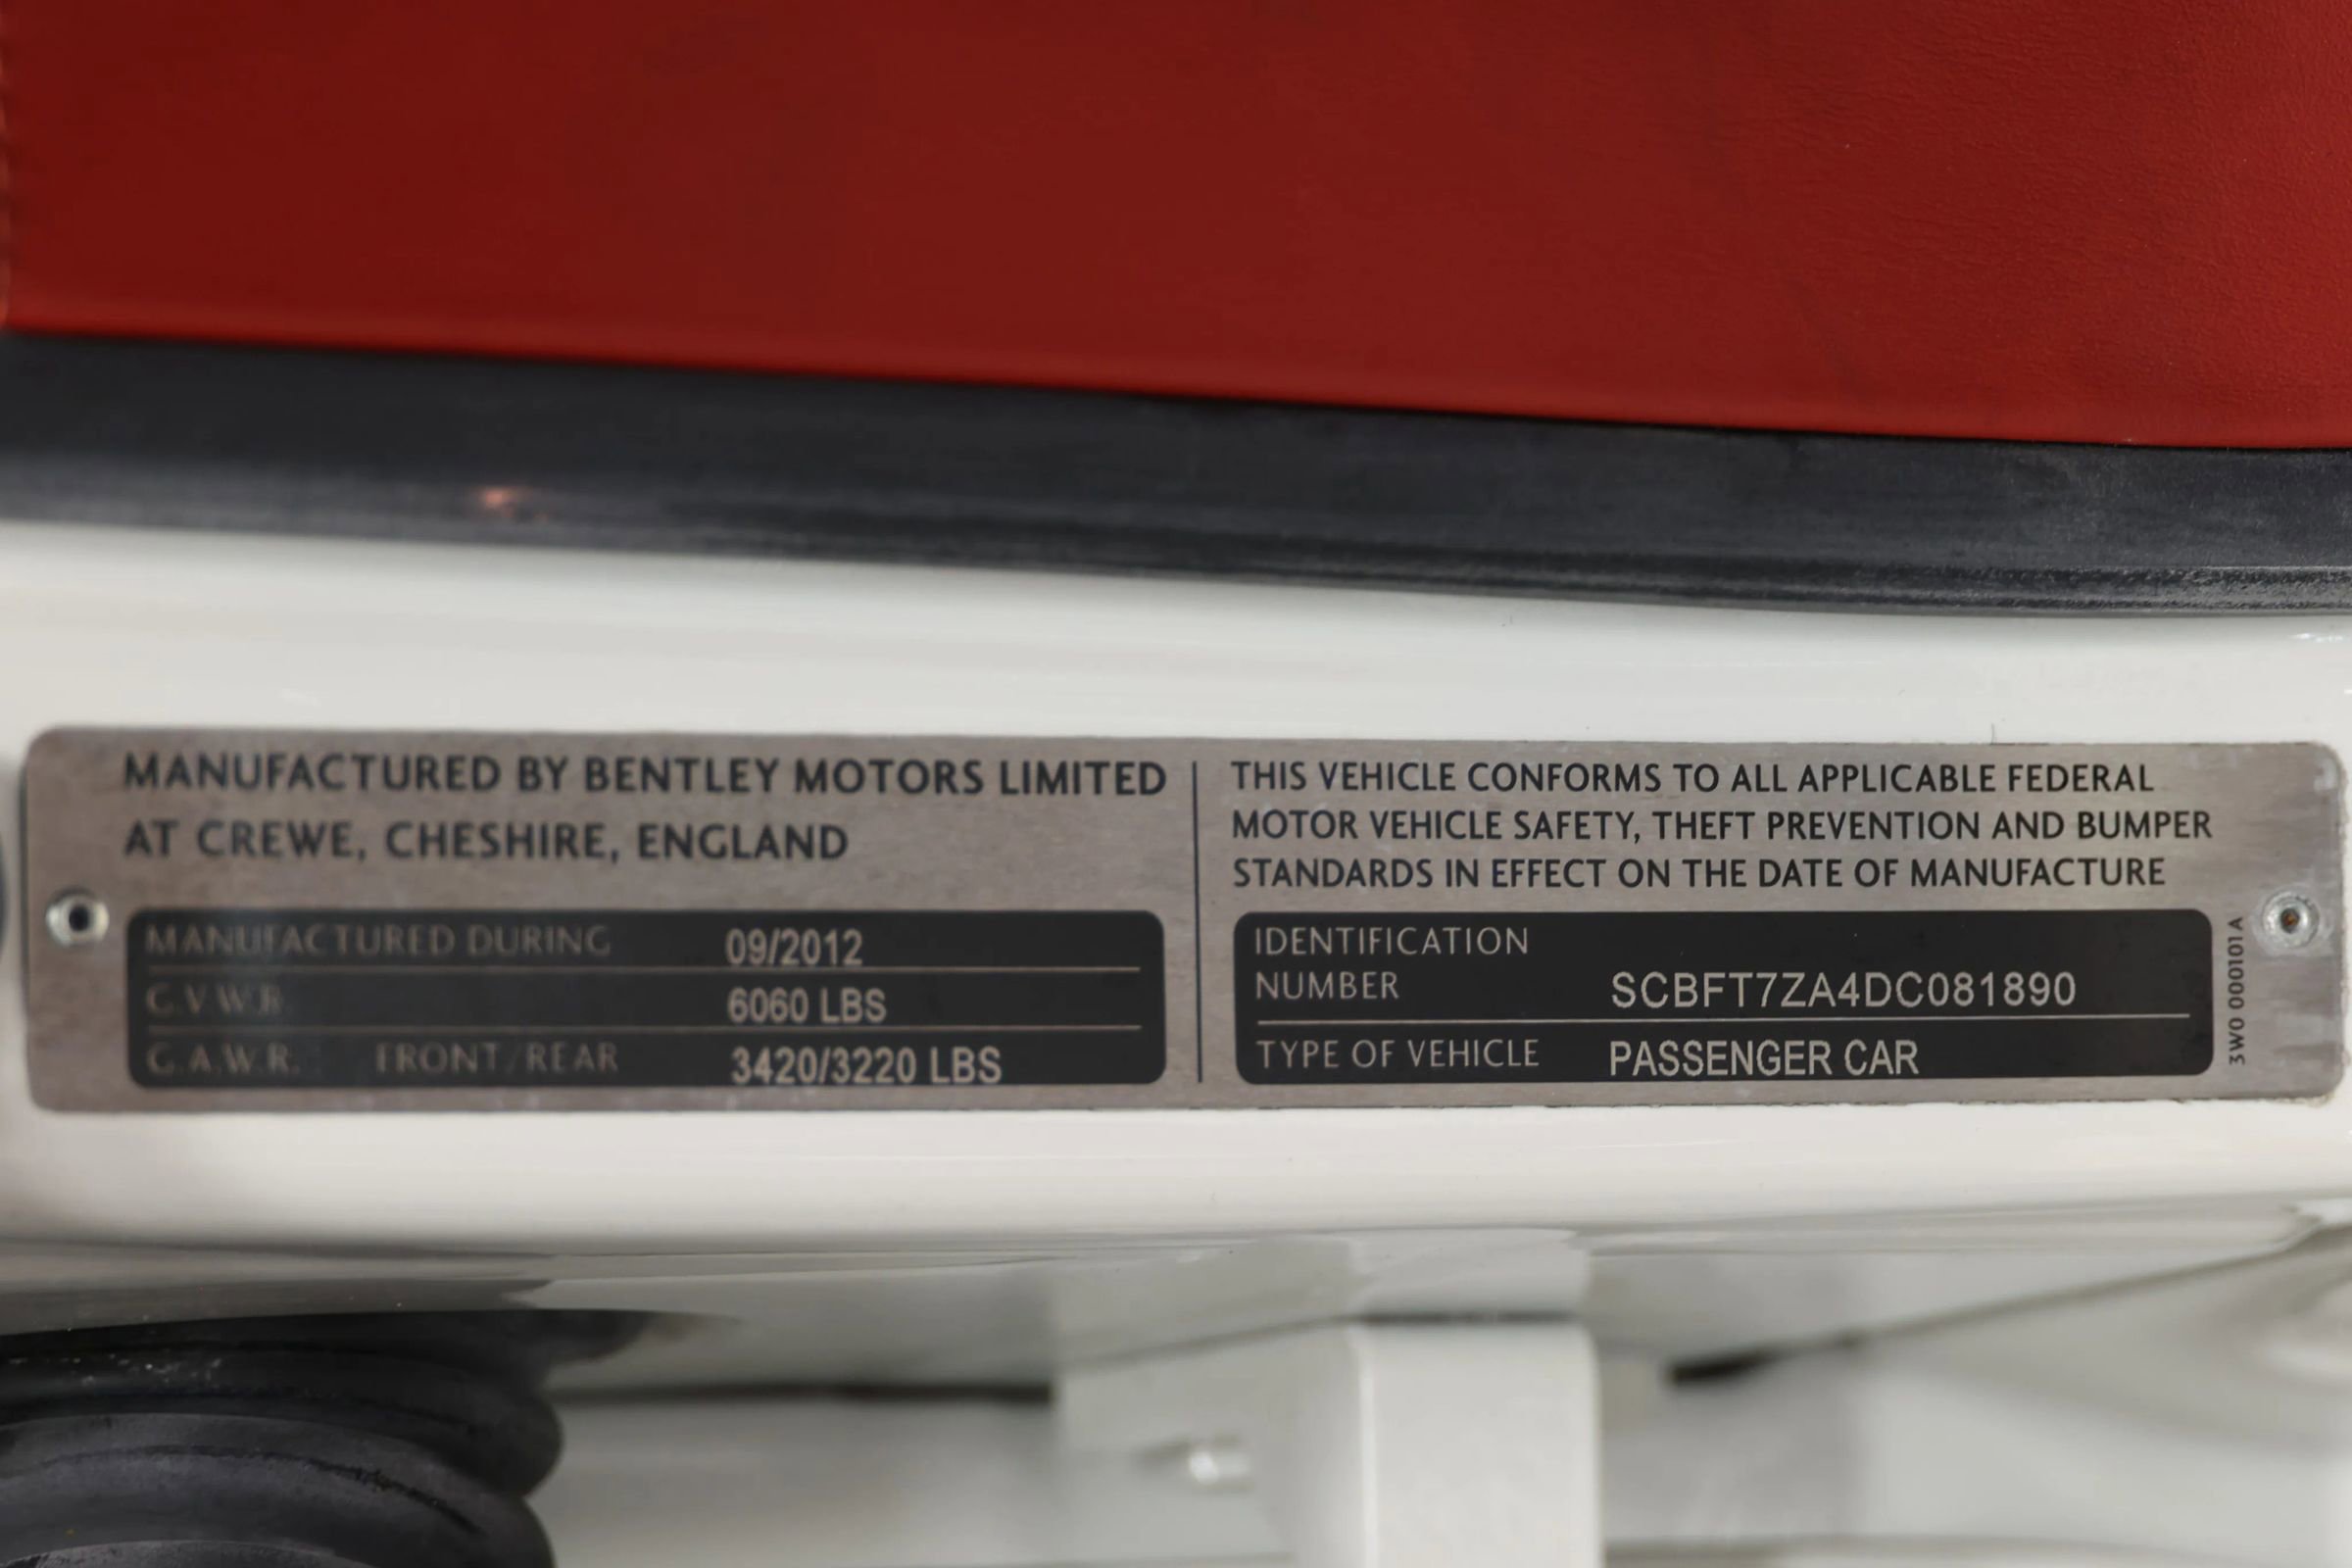 MANUFACTURED BY BENTLEY MOTORS LIMITED
AT CREWE, CHESHIRE, ENGLAND
MANUFACTURED DURING 09/2012
G.V.W.R. 6060 LBS
G.A.W.R. FRONT/REAR 3420/3220 LBS
THIS VEHICLE CONFORMS TO ALL APPLICABLE FEDERAL
MOTOR VEHICLE SAFETY, THEFT PREVENTION AND BUMPER
STANDARDS IN EFFECT ON THE DATE OF MANUFACTURE
IDENTIFICATION
NUMBER SCBFT7ZA4DC081890
TYPE OF VEHICLE PASSENGER CAR
3W0 000101A